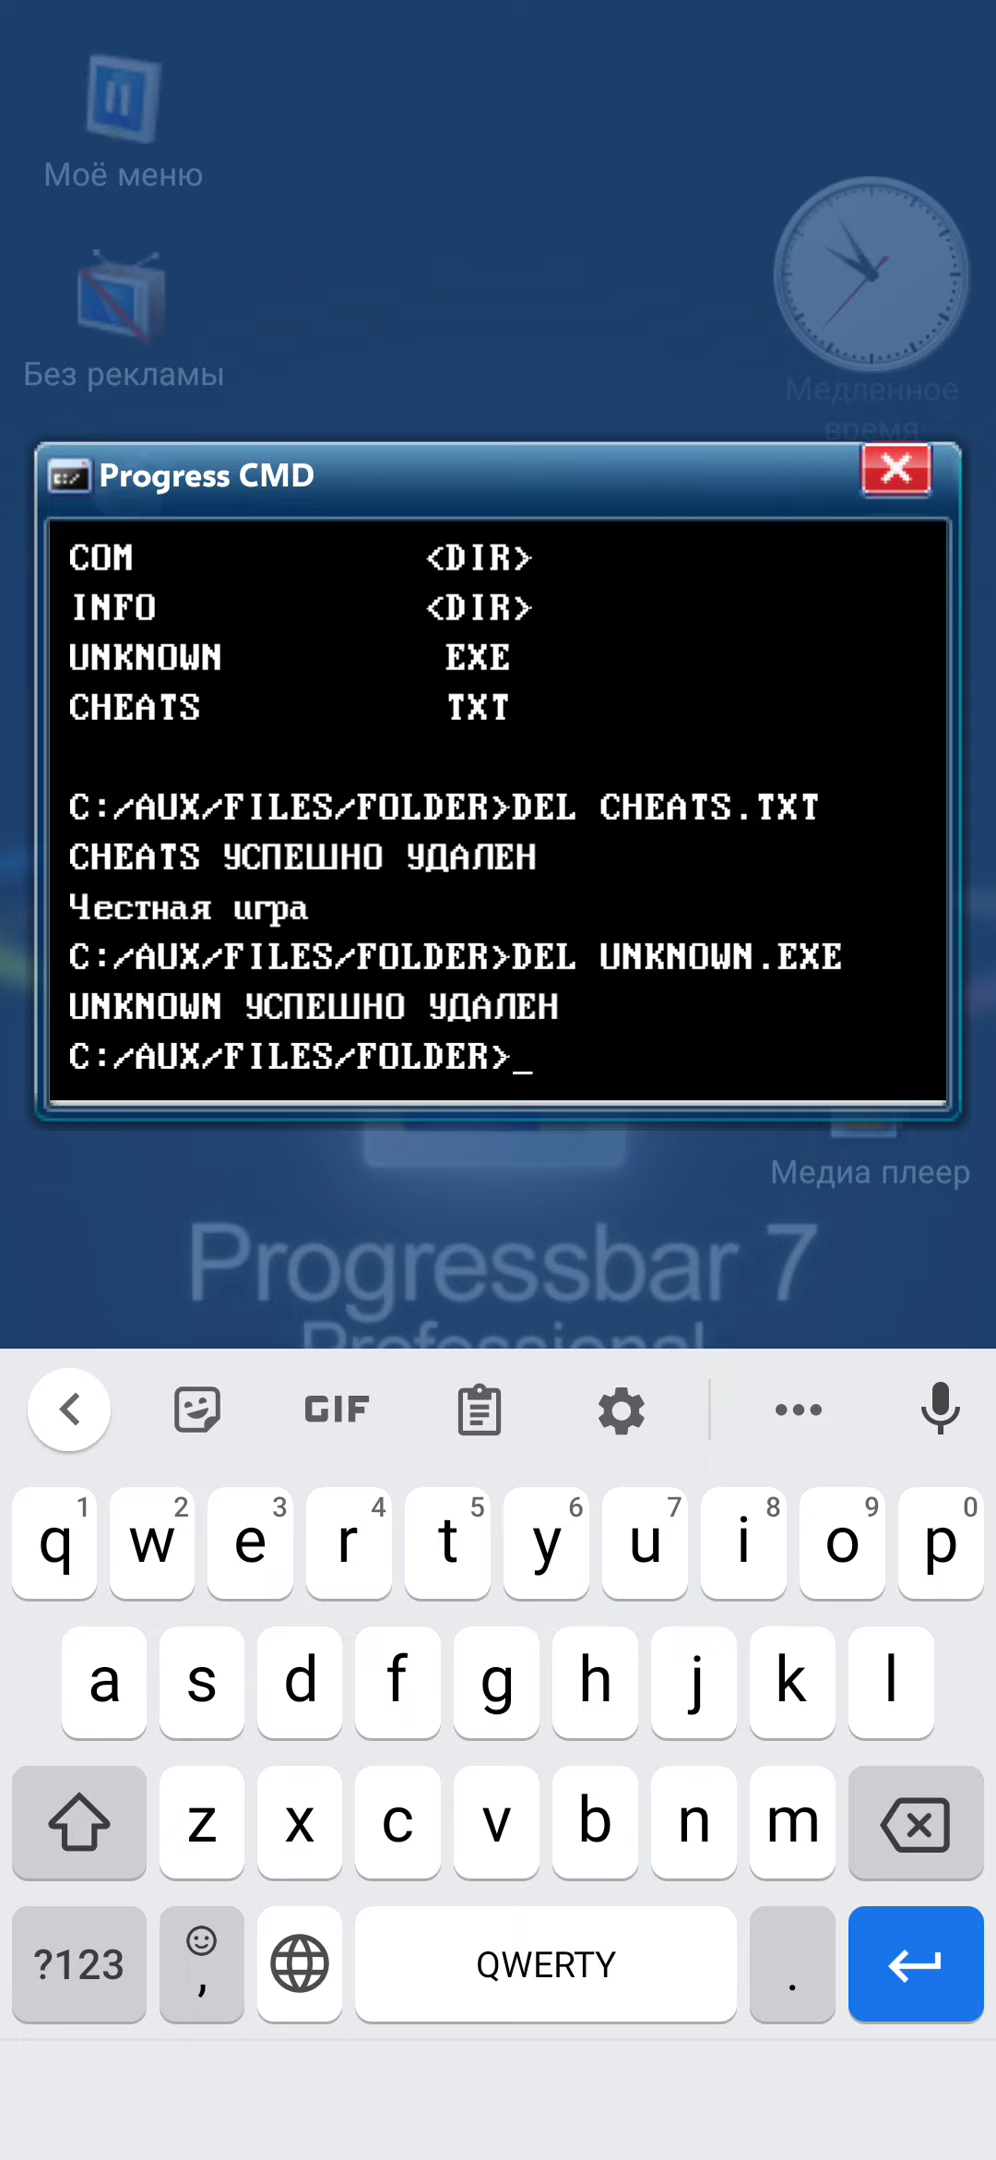 Моё меню
Без рекламы
Медленное
время
Progress CMD
COM <DIR>
INFO <DIR>
UNKNOWN EXE
CHEATS TXT
C:/AUX/FILES/FOLDER>DEL CHEATS.TXT
CHEATS УСПЕШНО УДАЛЕН
Честная игра
C:/AUX/FILES/FOLDER>DEL UNKNOWN.EXE
UNKNOWN УСПЕШНО УДАЛЕН
C:/AUX/FILES/FOLDER>_
Медиа плеер
Progressbar 7
Professional
GIF
1 2 3 4 5 6 7 8 9 0
q w e r t y u i o p
a s d f g h j k l
z x c v b n m
?123 , QWERTY .